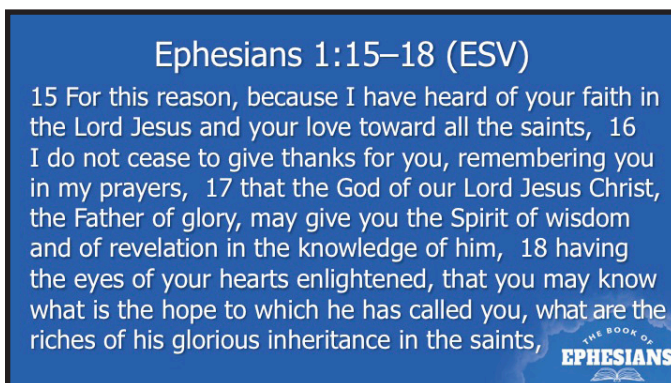 Ephesians 1:15–18 (ESV)
15 For this reason, because I have heard of your faith in
the Lord Jesus and your love toward all the saints, 16
I do not cease to give thanks for you, remembering you
in my prayers, 17 that the God of our Lord Jesus Christ,
the Father of glory, may give you the Spirit of wisdom
and of revelation in the knowledge of him, 18 having
the eyes of your hearts enlightened, that you may know
what is the hope to which he has called you, what are the
riches of his glorious inheritance in the saints,
THE BOOK OF
EPHESIANS